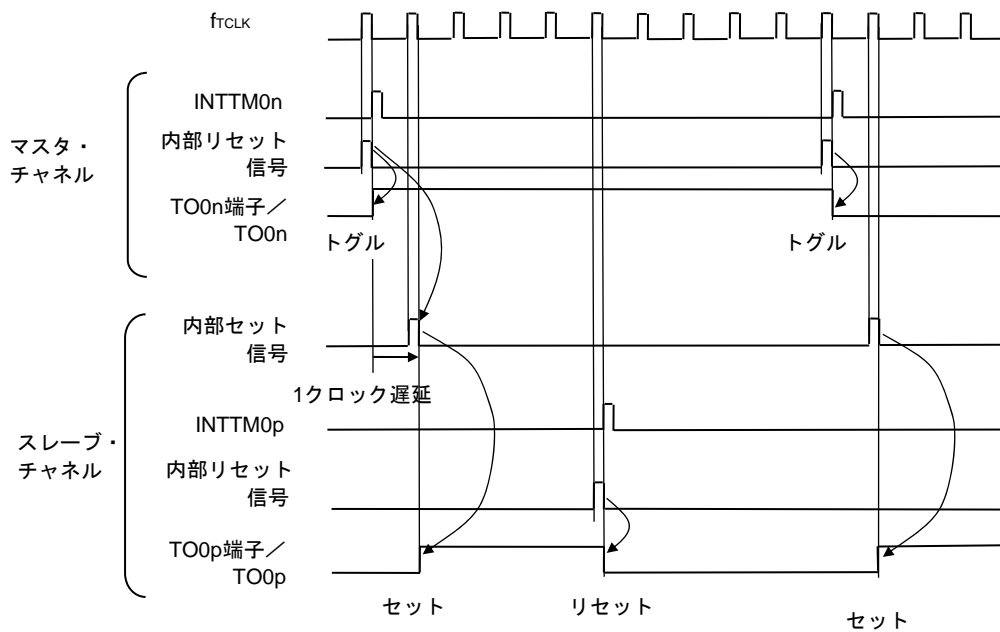 fTCLK
INTTM0n
内部リセット
信号
マスタ・
チャネル
TO0n端子／
TO0n
トグル
トグル
内部セット
信号
1クロック遅延
INTTM0p
スレーブ・
チャネル
内部リセット
信号
TO0p端子／
TO0p
セット
リセット
セット